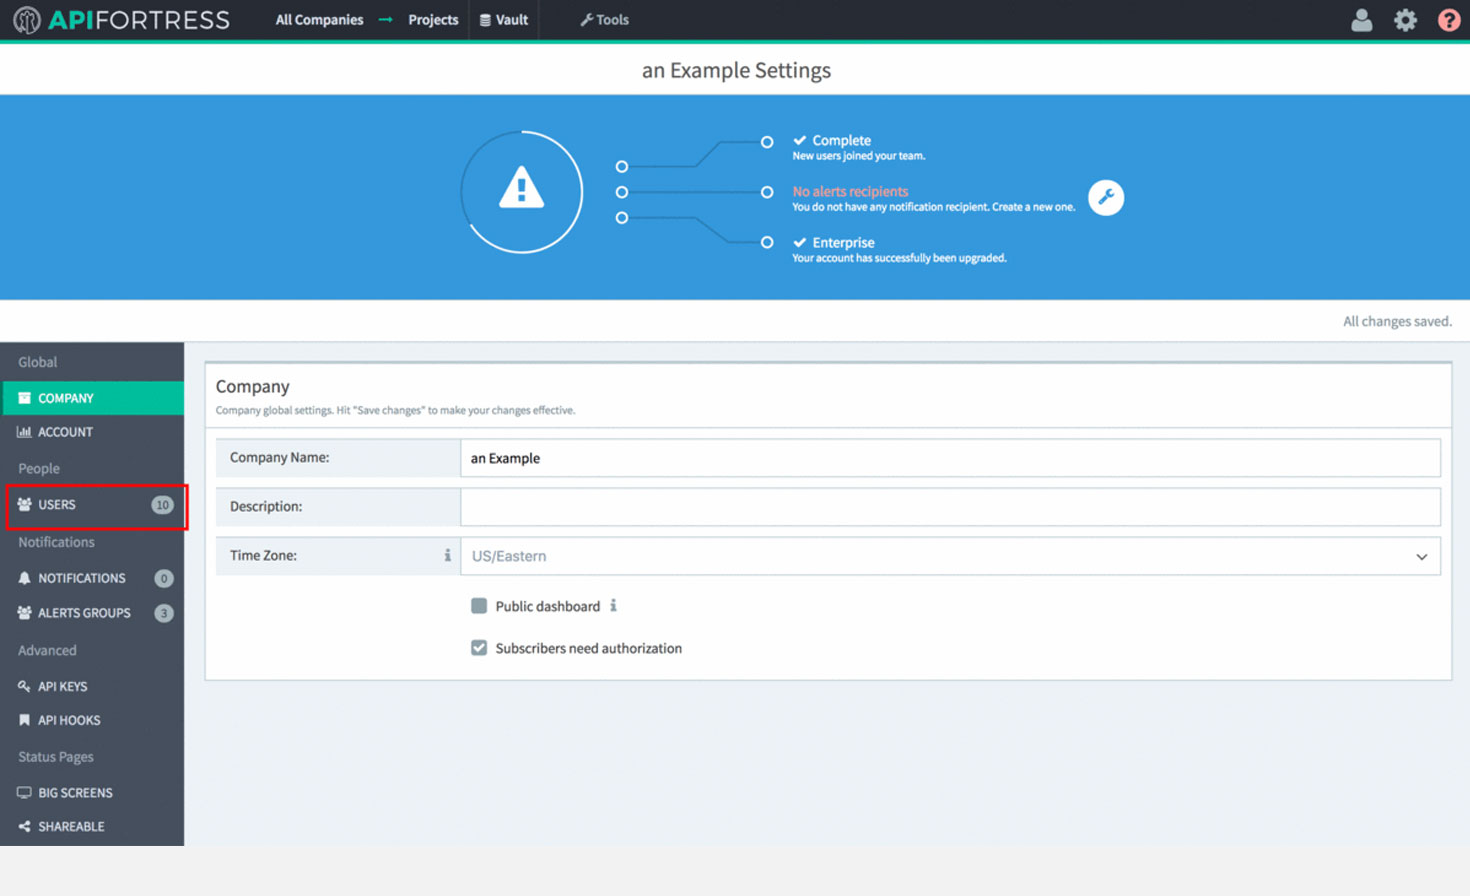 APIFORTRESS All Companies Projects Vault Tools ?
an Example Settings
Complete
New users joined your team.
No alerts recipients
You do not have any notification recipient. Create a new one.
Enterprise
Your account has successfully been upgraded.
All changes saved.
Global
COMPANY
ACCOUNT
People
USERS 10
Notifications
NOTIFICATIONS 0
ALERTS GROUPS 3
Advanced
API KEYS
API HOOKS
Status Pages
BIG SCREENS
SHAREABLE
Company
Company global settings. Hit "Save changes" to make your changes effective.
Company Name: an Example
Description:
Time Zone: i US/Eastern
Public dashboard i
Subscribers need authorization